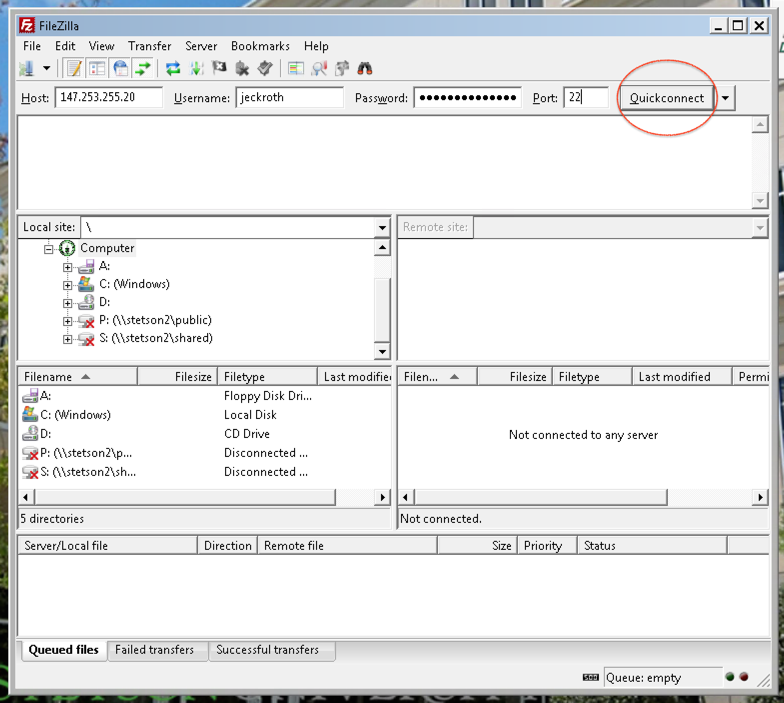 FileZilla
File Edit View Transfer Server Bookmarks Help
Host: 147.253.255.20 Username: jeckroth Password: ●●●●●●●●●●●●●● Port: 22 Quickconnect
Local site: \ Remote site:
Computer
A:
C: (Windows)
D:
P: (\\stetson2\public)
S: (\\stetson2\shared)
Filename Filesize Filetype Last modified Filen... Filesize Filetype Last modified Permi
A: Floppy Disk Dri...
C: (Windows) Local Disk
D: CD Drive Not connected to any server
P: (\\stetson2\p... Disconnected ...
S: (\\stetson2\sh... Disconnected ...
5 directories Not connected.
Server/Local file Direction Remote file Size Priority Status
Queued files Failed transfers Successful transfers
Queue: empty